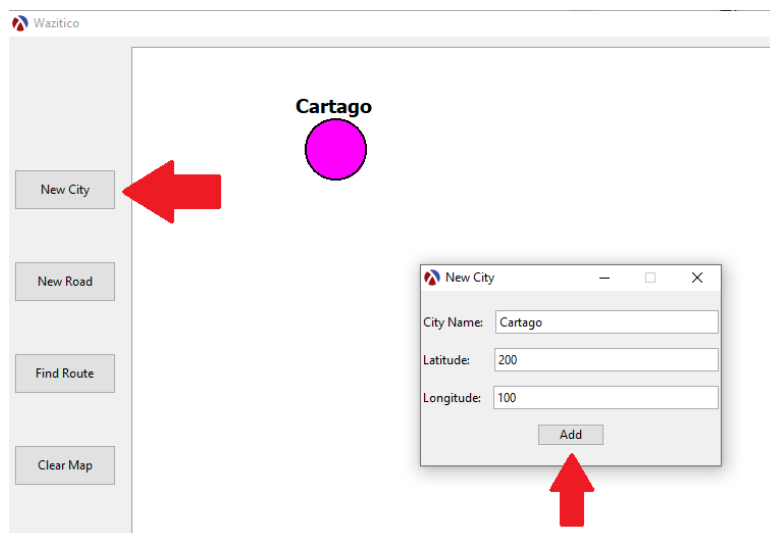 Wazitico
Cartago
New City
New Road
Find Route
Clear Map
New City
City Name: Cartago
Latitude: 200
Longitude: 100
Add